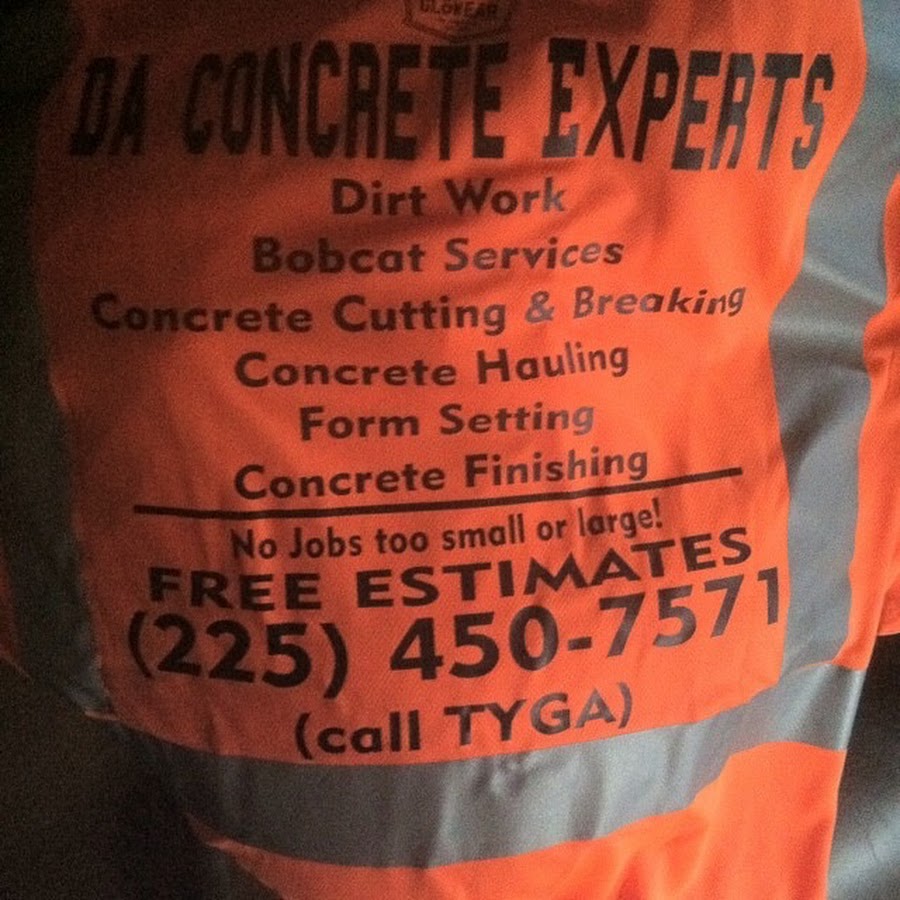 GLOWEAR
DA CONCRETE EXPERTS
Dirt Work
Bobcat Services
Concrete Cutting & Breaking
Concrete Hauling
Form Setting
Concrete Finishing
No Jobs too small or large!
FREE ESTIMATES
(225) 450-7571
(call TYGA)